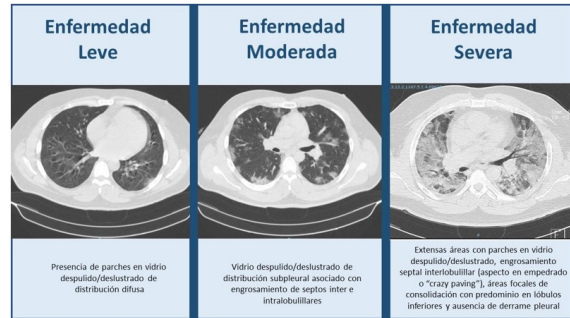 Enfermedad
Leve
Enfermedad
Moderada
Enfermedad
Severa
Presencia de parches en vidrio
despulido/deslustrado de
distribución difusa
Vidrio despulido/deslustrado de
distribución subpleural asociado con
engrosamiento de septos inter e
intralobulillares
Extensas áreas con parches en vidrio
despulido/deslustrado, engrosamiento
septal interlobulillar (aspecto en empedrado
o "crazy paving"), áreas focales de
consolidación con predominio en lóbulos
inferiores y ausencia de derrame pleural